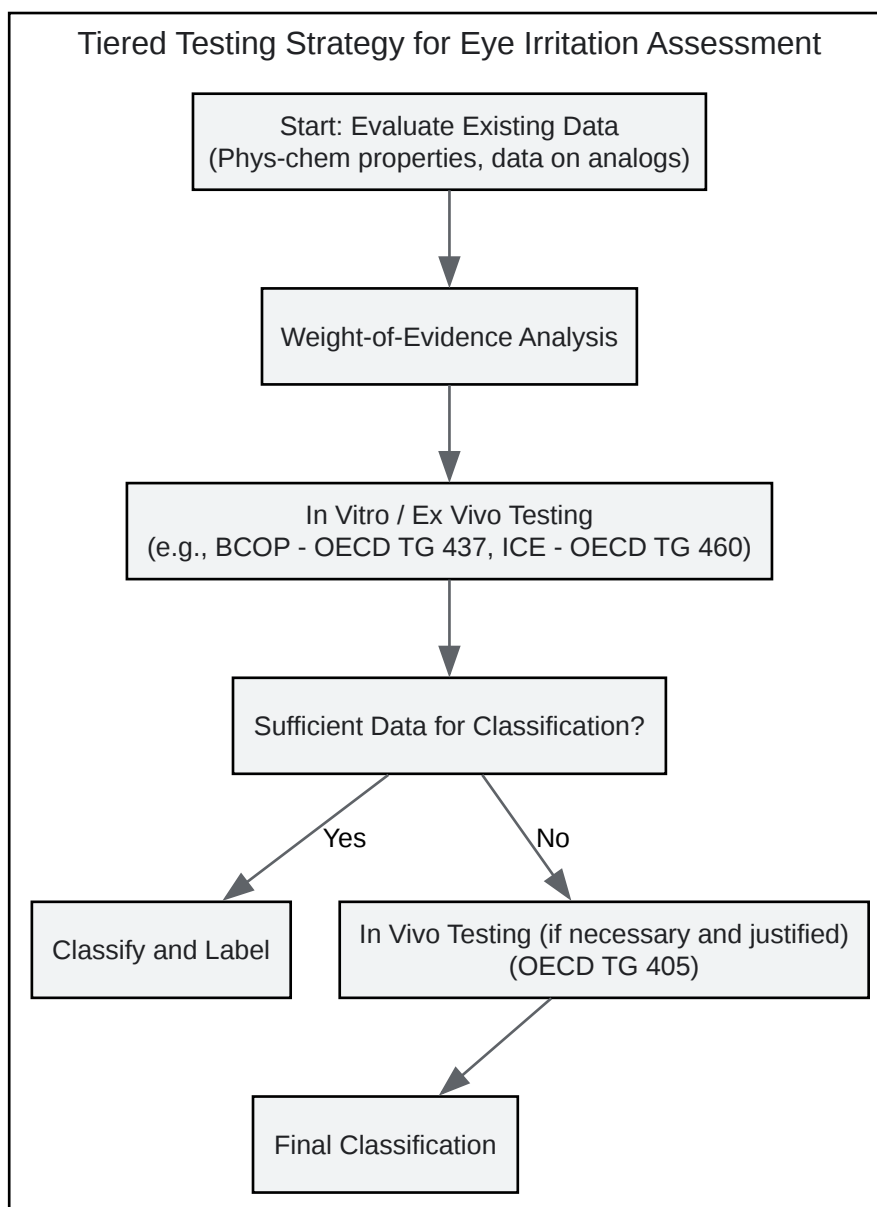 Tiered Testing Strategy for Eye Irritation Assessment
Start: Evaluate Existing Data
(Phys-chem properties, data on analogs)
Weight-of-Evidence Analysis
In Vitro / Ex Vivo Testing
(e.g., BCOP - OECD TG 437, ICE - OECD TG 460)
Sufficient Data for Classification?
Yes
No
Classify and Label
In Vivo Testing (if necessary and justified)
(OECD TG 405)
Final Classification